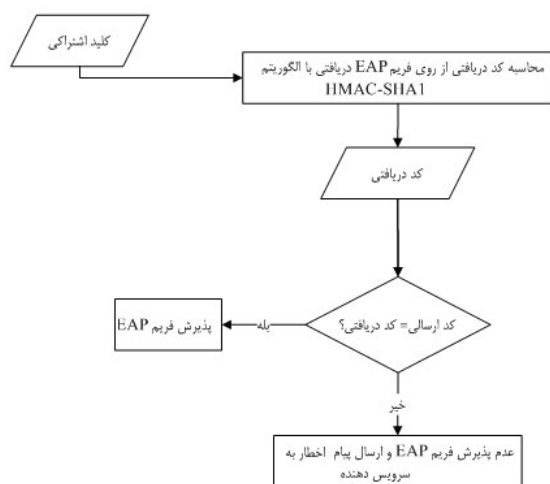 کلید اشتراکی
محاسبه کد دریافتی از روی فریم EAP دریافتی با الگوریتم
HMAC-SHA1
کد دریافتی
کد ارسالی= کد دریافتی؟
بله
پذیرش فریم EAP
خیر
عدم پذیرش فریم EAP و ارسال پیام اخطار به
سرویس دهنده